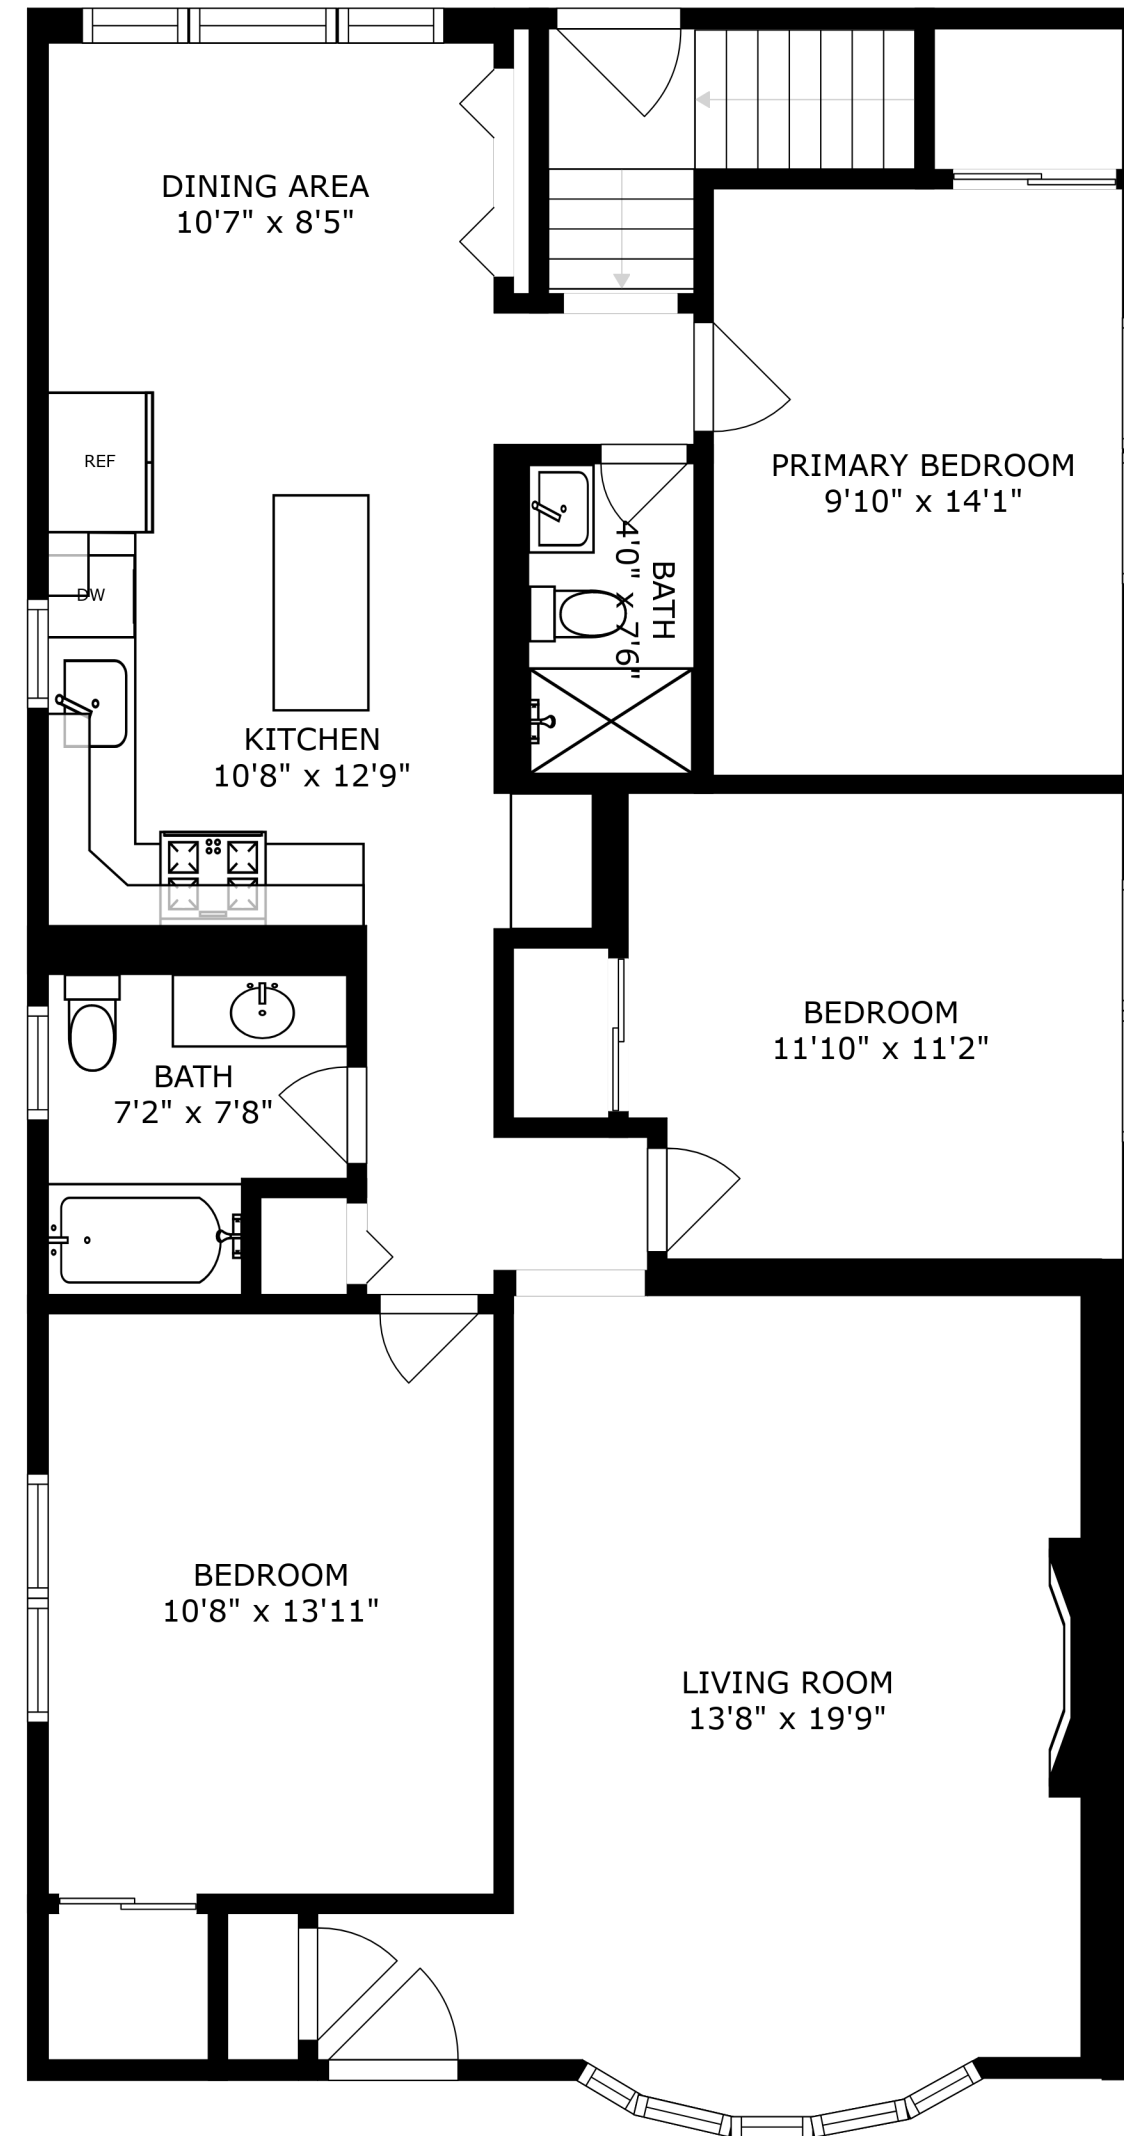 DINING AREA
10'7" x 8'5"
REF
PRIMARY BEDROOM
9'10" x 14'1"
DW
BATH
4'0" x 7'6"
KITCHEN
10'8" x 12'9"
BEDROOM
11'10" x 11'2"
BATH
7'2" x 7'8"
BEDROOM
10'8" x 13'11"
LIVING ROOM
13'8" x 19'9"